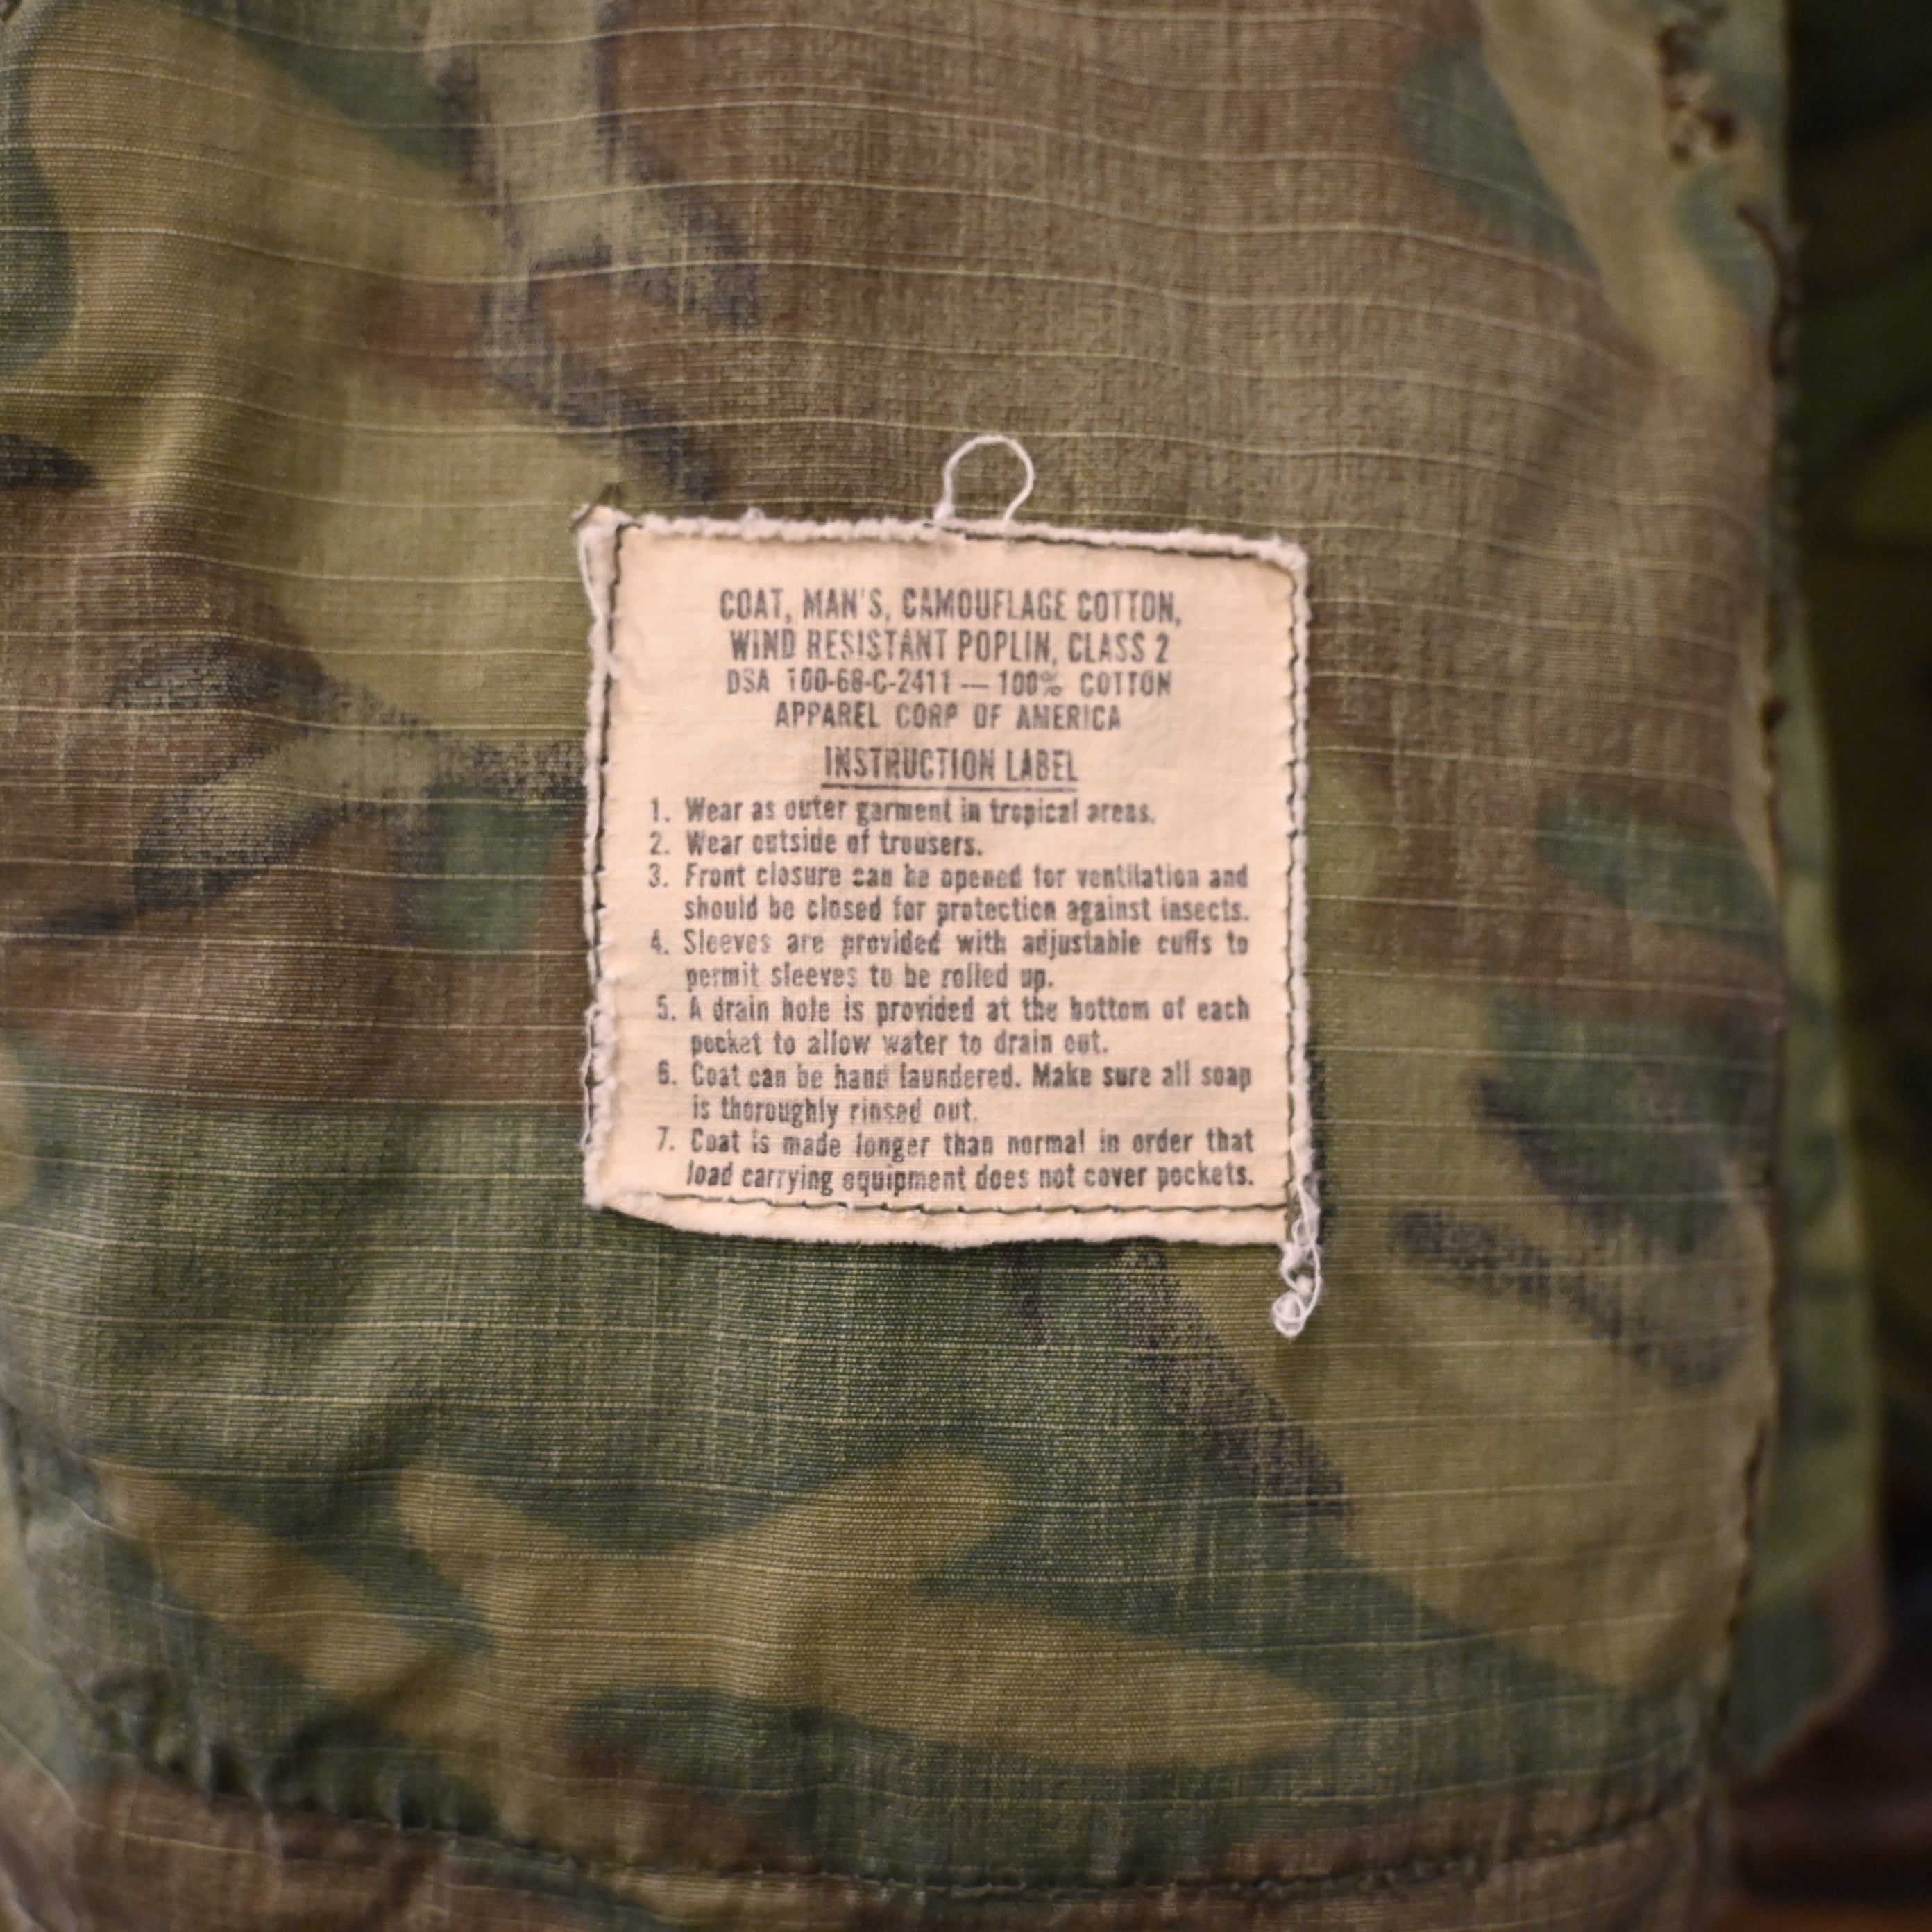 COAT, MAN'S, CAMOUFLAGE COTTON,
WIND RESISTANT POPLIN, CLASS 2
DSA 100-68-C-2411 — 100% COTTON
APPAREL CORP OF AMERICA
INSTRUCTION LABEL
1. Wear as outer garment in tropical areas.
2. Wear outside of trousers.
3. Front closure can be opened for ventilation and
should be closed for protection against insects.
4. Sleeves are provided with adjustable cuffs to
permit sleeves to be rolled up.
5. A drain hole is provided at the bottom of each
pocket to allow water to drain out.
6. Coat can be hand laundered. Make sure all soap
is thoroughly rinsed out.
7. Coat is made longer than normal in order that
load carrying equipment does not cover pockets.